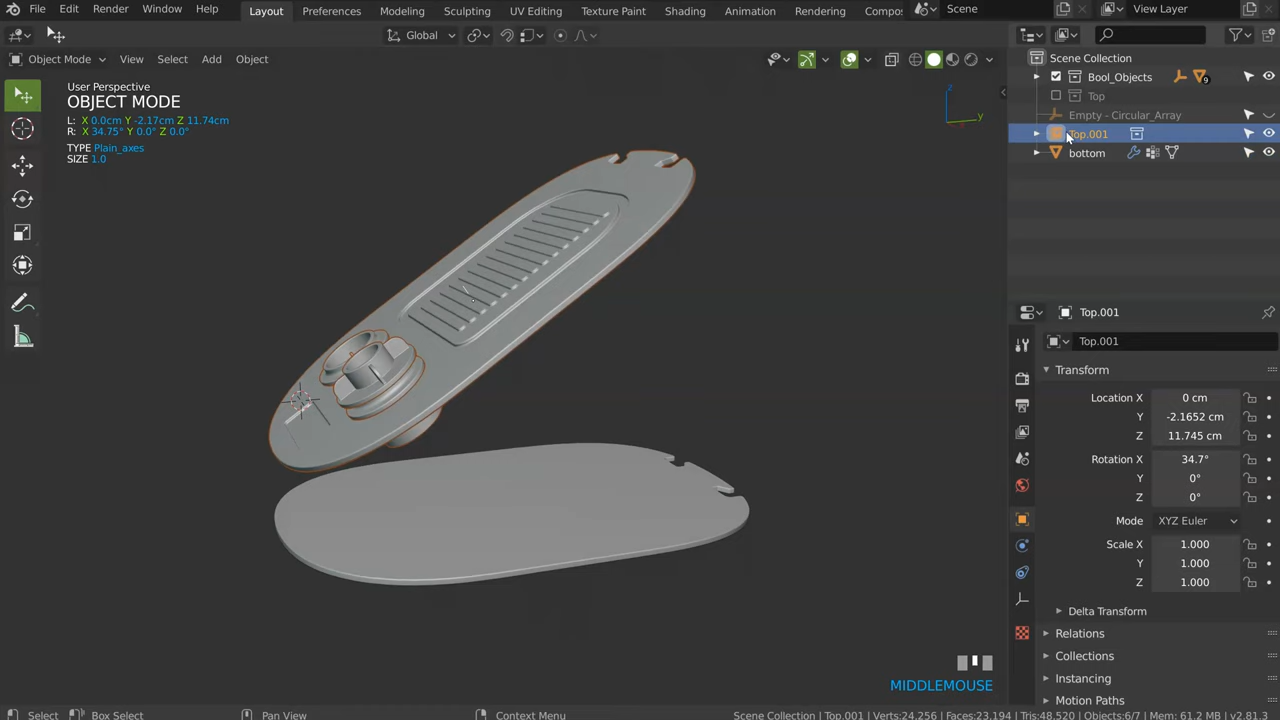 File Edit Render Window Help Layout Preferences Modeling Sculpting UV Editing Texture Paint Shading Animation Rendering Compos Scene View Layer
Global
Object Mode View Select Add Object
User Perspective
OBJECT MODE
L: X 0.0cm Y -2.17cm Z 11.74cm
R: X 34.75° Y 0.0° Z 0.0°
TYPE Plain_axes
SIZE 1.0
z
y
Scene Collection
Bool_Objects 9
Top
Empty - Circular_Array
Top.001
bottom
Top.001
Top.001
Transform
Location X 0 cm
Y -2.1652 cm
Z 11.745 cm
Rotation X 34.7°
Y 0°
Z 0°
Mode XYZ Euler
Scale X 1.000
Y 1.000
Z 1.000
Delta Transform
Relations
Collections
Instancing
Motion Paths
MIDDLEMOUSE
Select Box Select Pan View Context Menu Scene Collection | Top.001 | Verts:24,256 | Faces:23,194 | Tris:48,520 | Objects:6/7 | Mem: 61.2 MB | v2.81.3